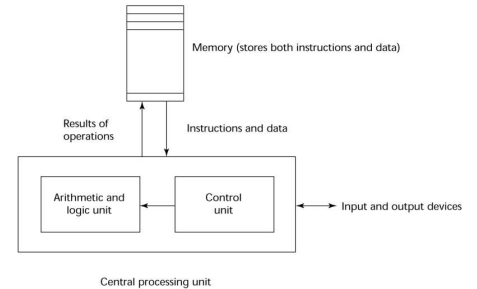 Memory (stores both instructions and data)
Results of
operations
Instructions and data
Arithmetic and
logic unit
Control
unit
Input and output devices
Central processing unit